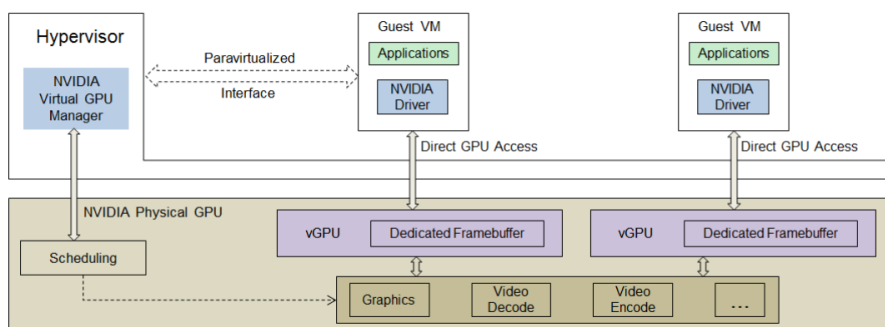 Hypervisor
NVIDIA
Virtual GPU
Manager
Paravirtualized
Interface
Guest VM
Applications
NVIDIA
Driver
Guest VM
Applications
NVIDIA
Driver
Direct GPU Access
Direct GPU Access
NVIDIA Physical GPU
Scheduling
vGPU
Dedicated Framebuffer
vGPU
Dedicated Framebuffer
Graphics
Video
Decode
Video
Encode
...